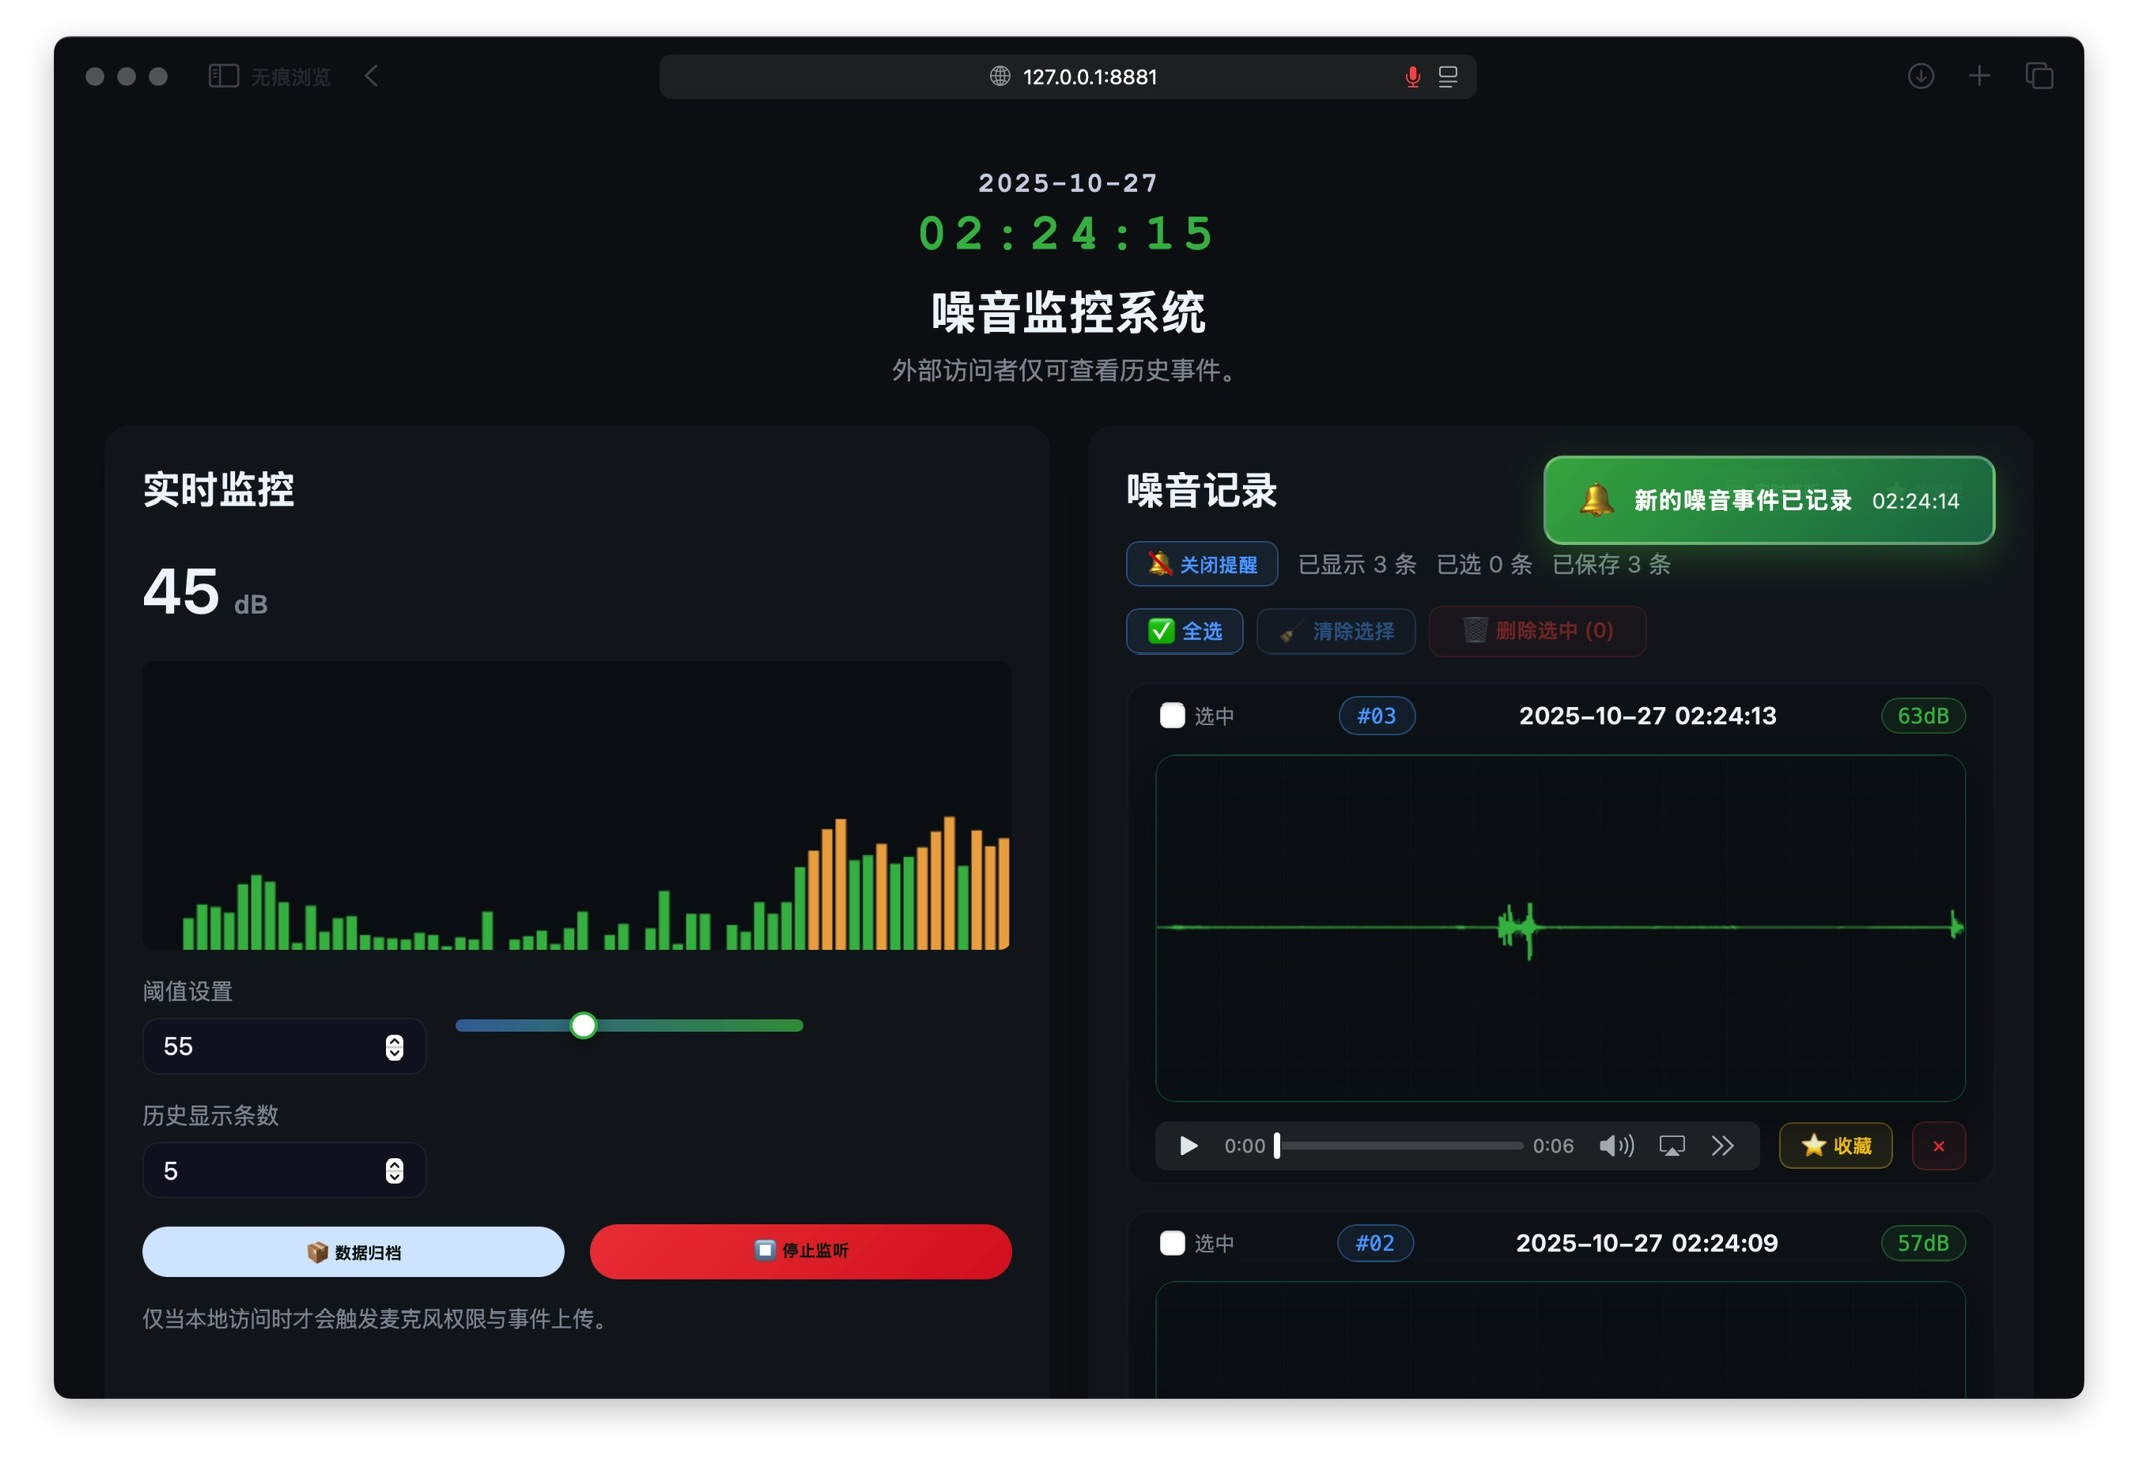 无痕浏览
127.0.0.1:8881
2025-10-27
02:24:15
噪音监控系统
外部访问者仅可查看历史事件。
实时监控
45 dB
阈值设置
55
历史显示条数
5
数据归档
停止监听
仅当本地访问时才会触发麦克风权限与事件上传。
噪音记录
新的噪音事件已记录 02:24:14
关闭提醒 已显示 3 条 已选 0 条 已保存 3 条
全选 清除选择 删除选中 (0)
选中 #03 2025-10-27 02:24:13 63dB
0:00 0:06 收藏 ×
选中 #02 2025-10-27 02:24:09 57dB